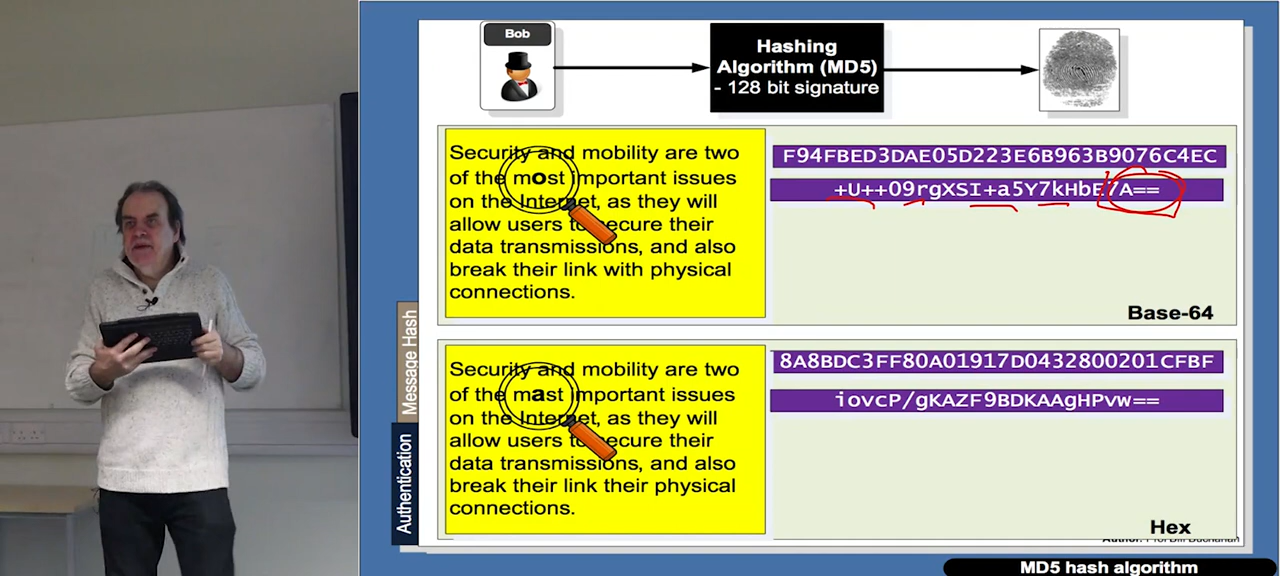 Bob
Hashing
Algorithm (MD5)
- 128 bit signature
Security and mobility are two
of the most important issues
on the Internet, as they will
allow users to secure their
data transmissions, and also
break their link with physical
connections.
F94FBED3DAE05D223E6B963B9076C4EC
+U++09rgXSI+a5Y7kHbE7A==
Base-64
Message Hash
Security and mobility are two
of the mast important issues
on the Internet, as they will
allow users to secure their
data transmissions, and also
break their link their physical
connections.
8A8BDC3FF80A01917D0432800201CFBF
iovcP/gKAZF9BDKAAgHPvw==
Hex
Authentication
Author: Prof Bill Buchanan
MD5 hash algorithm